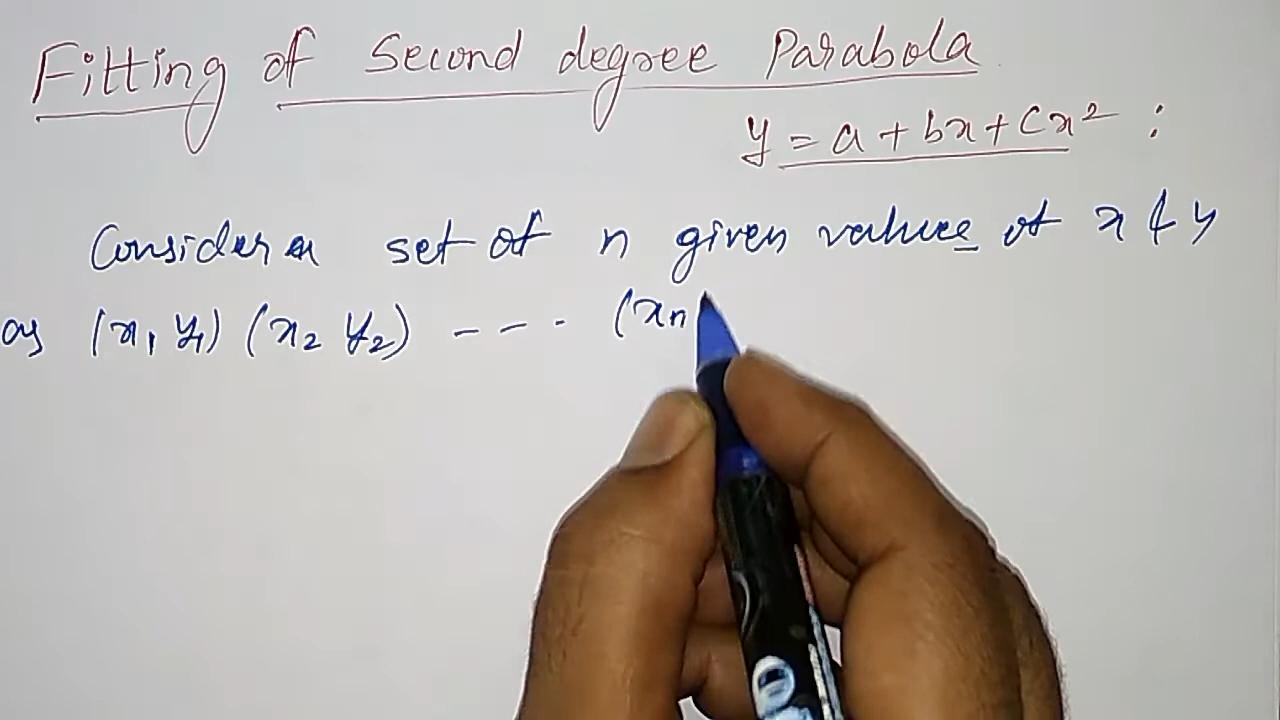 Fitting of Second degree Parabola
y = a + bx + cx² :
Consider a set of n given values of x & y
as (x₁ y₁) (x₂ y₂) - - - - (xn